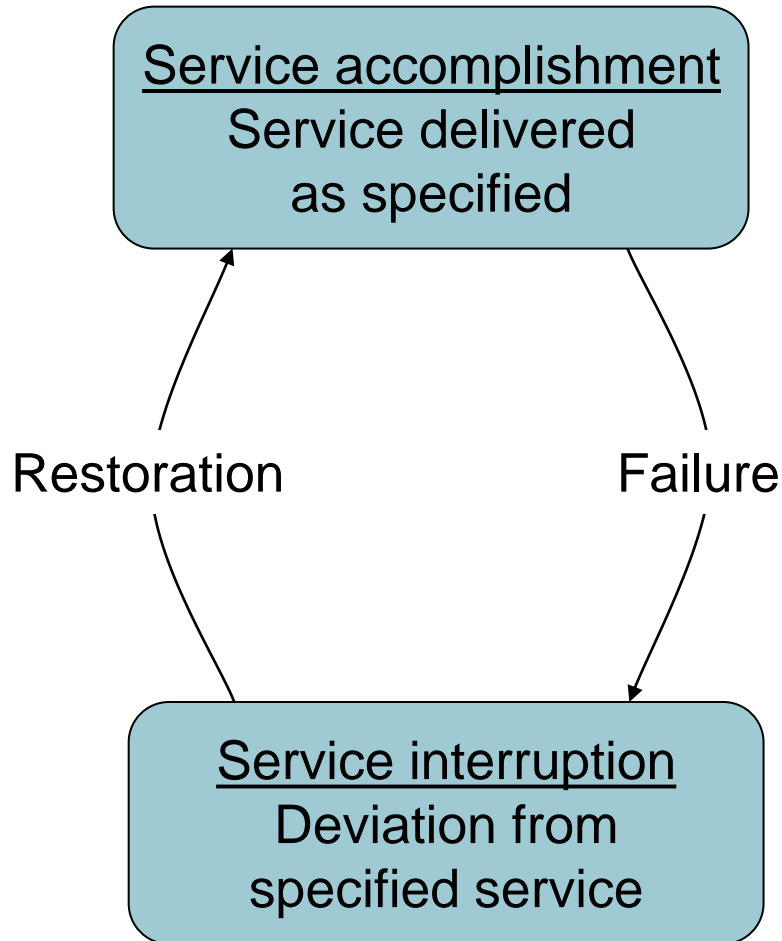 Service accomplishment
Service delivered
as specified
Restoration
Failure
Service interruption
Deviation from
specified service